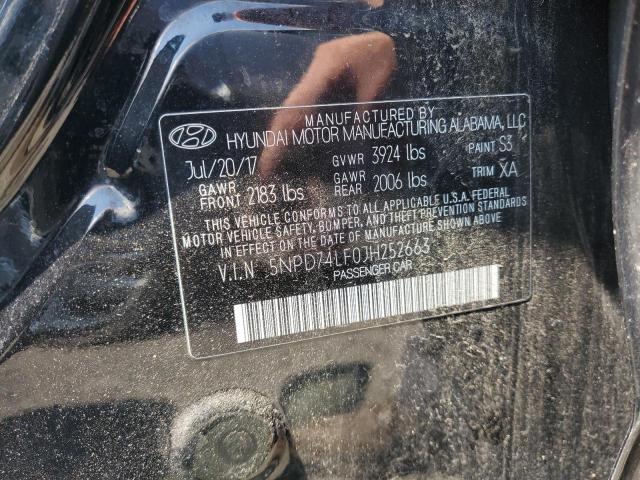 MANUFACTURED BY
HYUNDAI MOTOR MANUFACTURING ALABAMA, LLC
Jul/20/17 GVWR 3924 lbs PAINT S3
GAWR FRONT 2183 lbs GAWR REAR 2006 lbs TRIM XA
THIS VEHICLE CONFORMS TO ALL APPLICABLE U.S.A. FEDERAL
MOTOR VEHICLE SAFETY, BUMPER, AND THEFT PREVENTION STANDARDS
IN EFFECT ON THE DATE OF MANUFACTURE SHOWN ABOVE.
V.I.N 5NPD74LF0JH252663
PASSENGER CAR